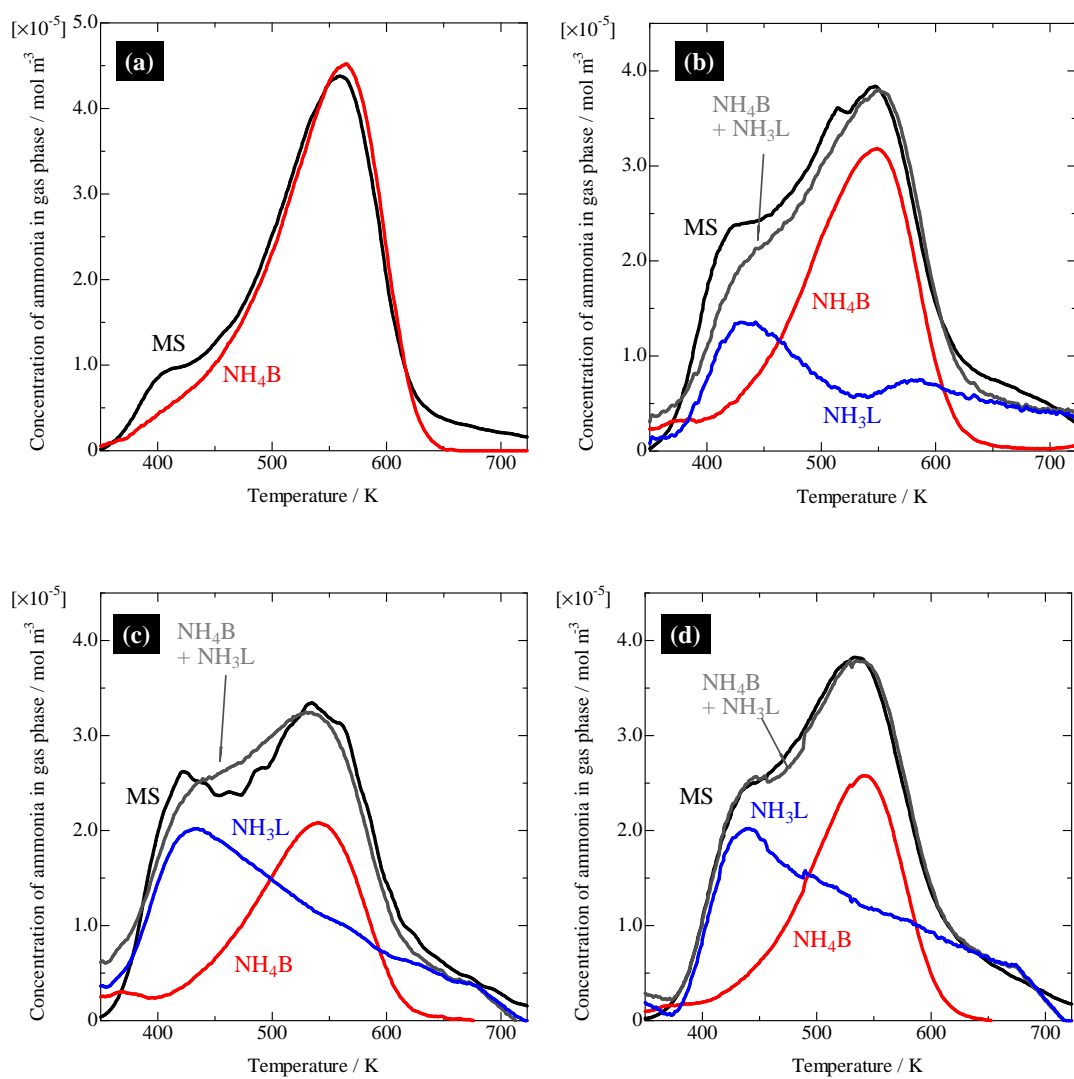 [×10⁻⁵]
5.0
4.0
3.0
2.0
1.0
0
Concentration of ammonia in gas phase / mol m⁻³
(a)
MS
NH₄B
400 500 600 700
Temperature / K
[×10⁻⁵]
4.0
3.0
2.0
1.0
0
Concentration of ammonia in gas phase / mol m⁻³
(b)
NH₄B
+ NH₃L
MS
NH₄B
NH₃L
400 500 600 700
Temperature / K
[×10⁻⁵]
4.0
3.0
2.0
1.0
0
Concentration of ammonia in gas phase / mol m⁻³
(c)
NH₄B
+ NH₃L
MS
NH₃L
NH₄B
400 500 600 700
Temperature / K
[×10⁻⁵]
4.0
3.0
2.0
1.0
0
Concentration of ammonia in gas phase / mol m⁻³
(d)
NH₄B
+ NH₃L
MS
NH₃L
NH₄B
400 500 600 700
Temperature / K